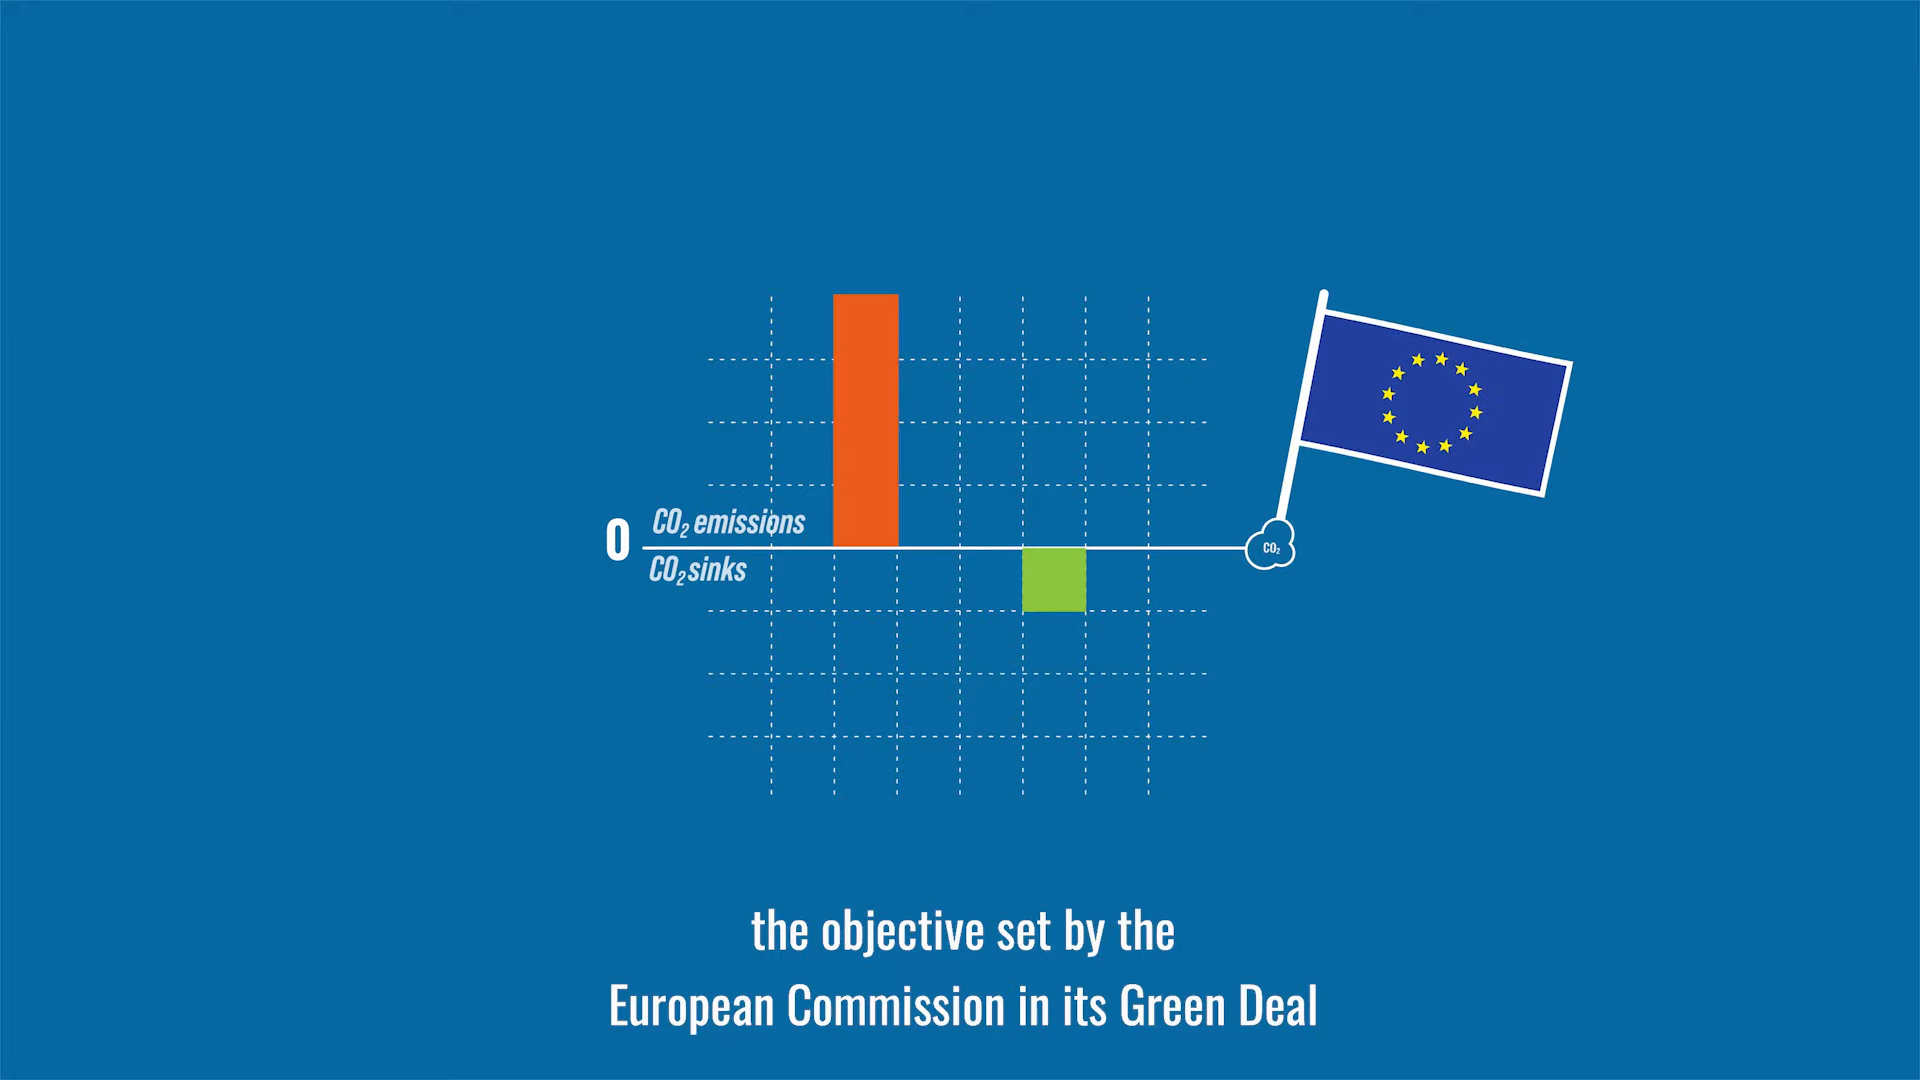 0
CO₂ emissions
CO₂ sinks
CO₂
the objective set by the
European Commission in its Green Deal